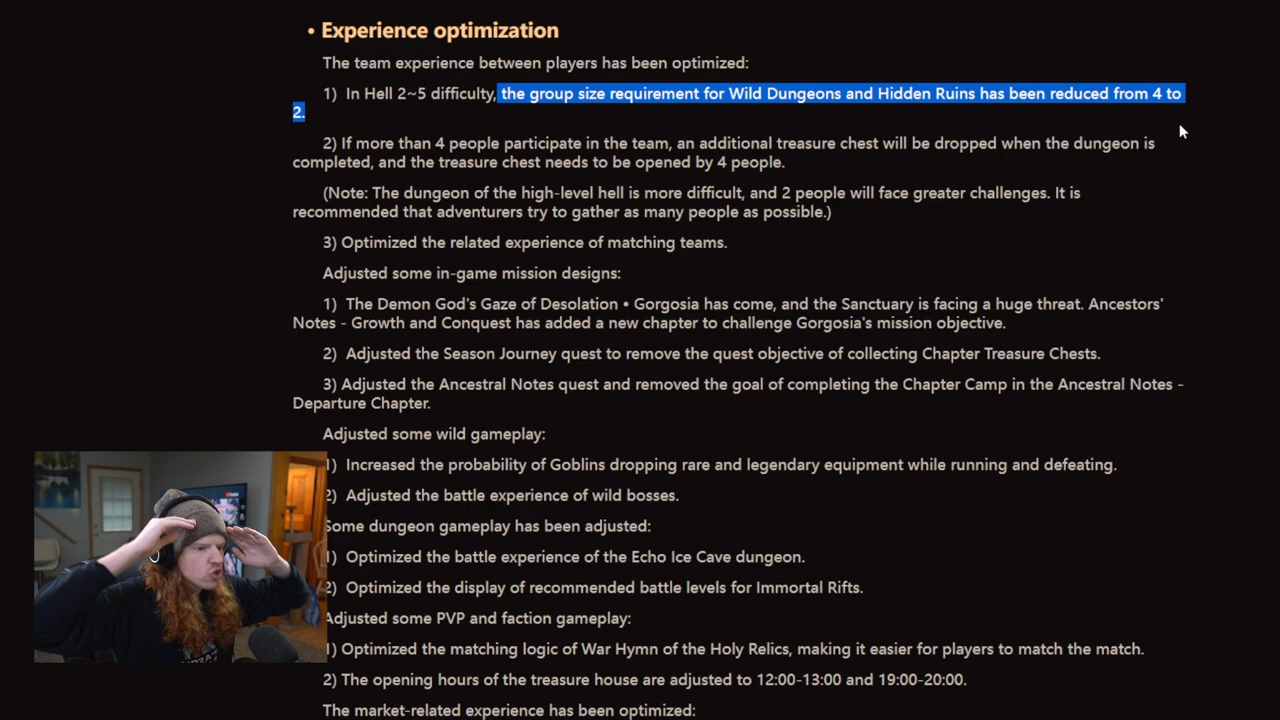 • Experience optimization
The team experience between players has been optimized:
1) In Hell 2~5 difficulty, the group size requirement for Wild Dungeons and Hidden Ruins has been reduced from 4 to
2.
2) If more than 4 people participate in the team, an additional treasure chest will be dropped when the dungeon is
completed, and the treasure chest needs to be opened by 4 people.
(Note: The dungeon of the high-level hell is more difficult, and 2 people will face greater challenges. It is
recommended that adventurers try to gather as many people as possible.)
3) Optimized the related experience of matching teams.
Adjusted some in-game mission designs:
1) The Demon God's Gaze of Desolation • Gorgosia has come, and the Sanctuary is facing a huge threat. Ancestors'
Notes - Growth and Conquest has added a new chapter to challenge Gorgosia's mission objective.
2) Adjusted the Season Journey quest to remove the quest objective of collecting Chapter Treasure Chests.
3) Adjusted the Ancestral Notes quest and removed the goal of completing the Chapter Camp in the Ancestral Notes -
Departure Chapter.
Adjusted some wild gameplay:
1) Increased the probability of Goblins dropping rare and legendary equipment while running and defeating.
2) Adjusted the battle experience of wild bosses.
Some dungeon gameplay has been adjusted:
1) Optimized the battle experience of the Echo Ice Cave dungeon.
2) Optimized the display of recommended battle levels for Immortal Rifts.
Adjusted some PVP and faction gameplay:
1) Optimized the matching logic of War Hymn of the Holy Relics, making it easier for players to match the match.
2) The opening hours of the treasure house are adjusted to 12:00-13:00 and 19:00-20:00.
The market-related experience has been optimized: